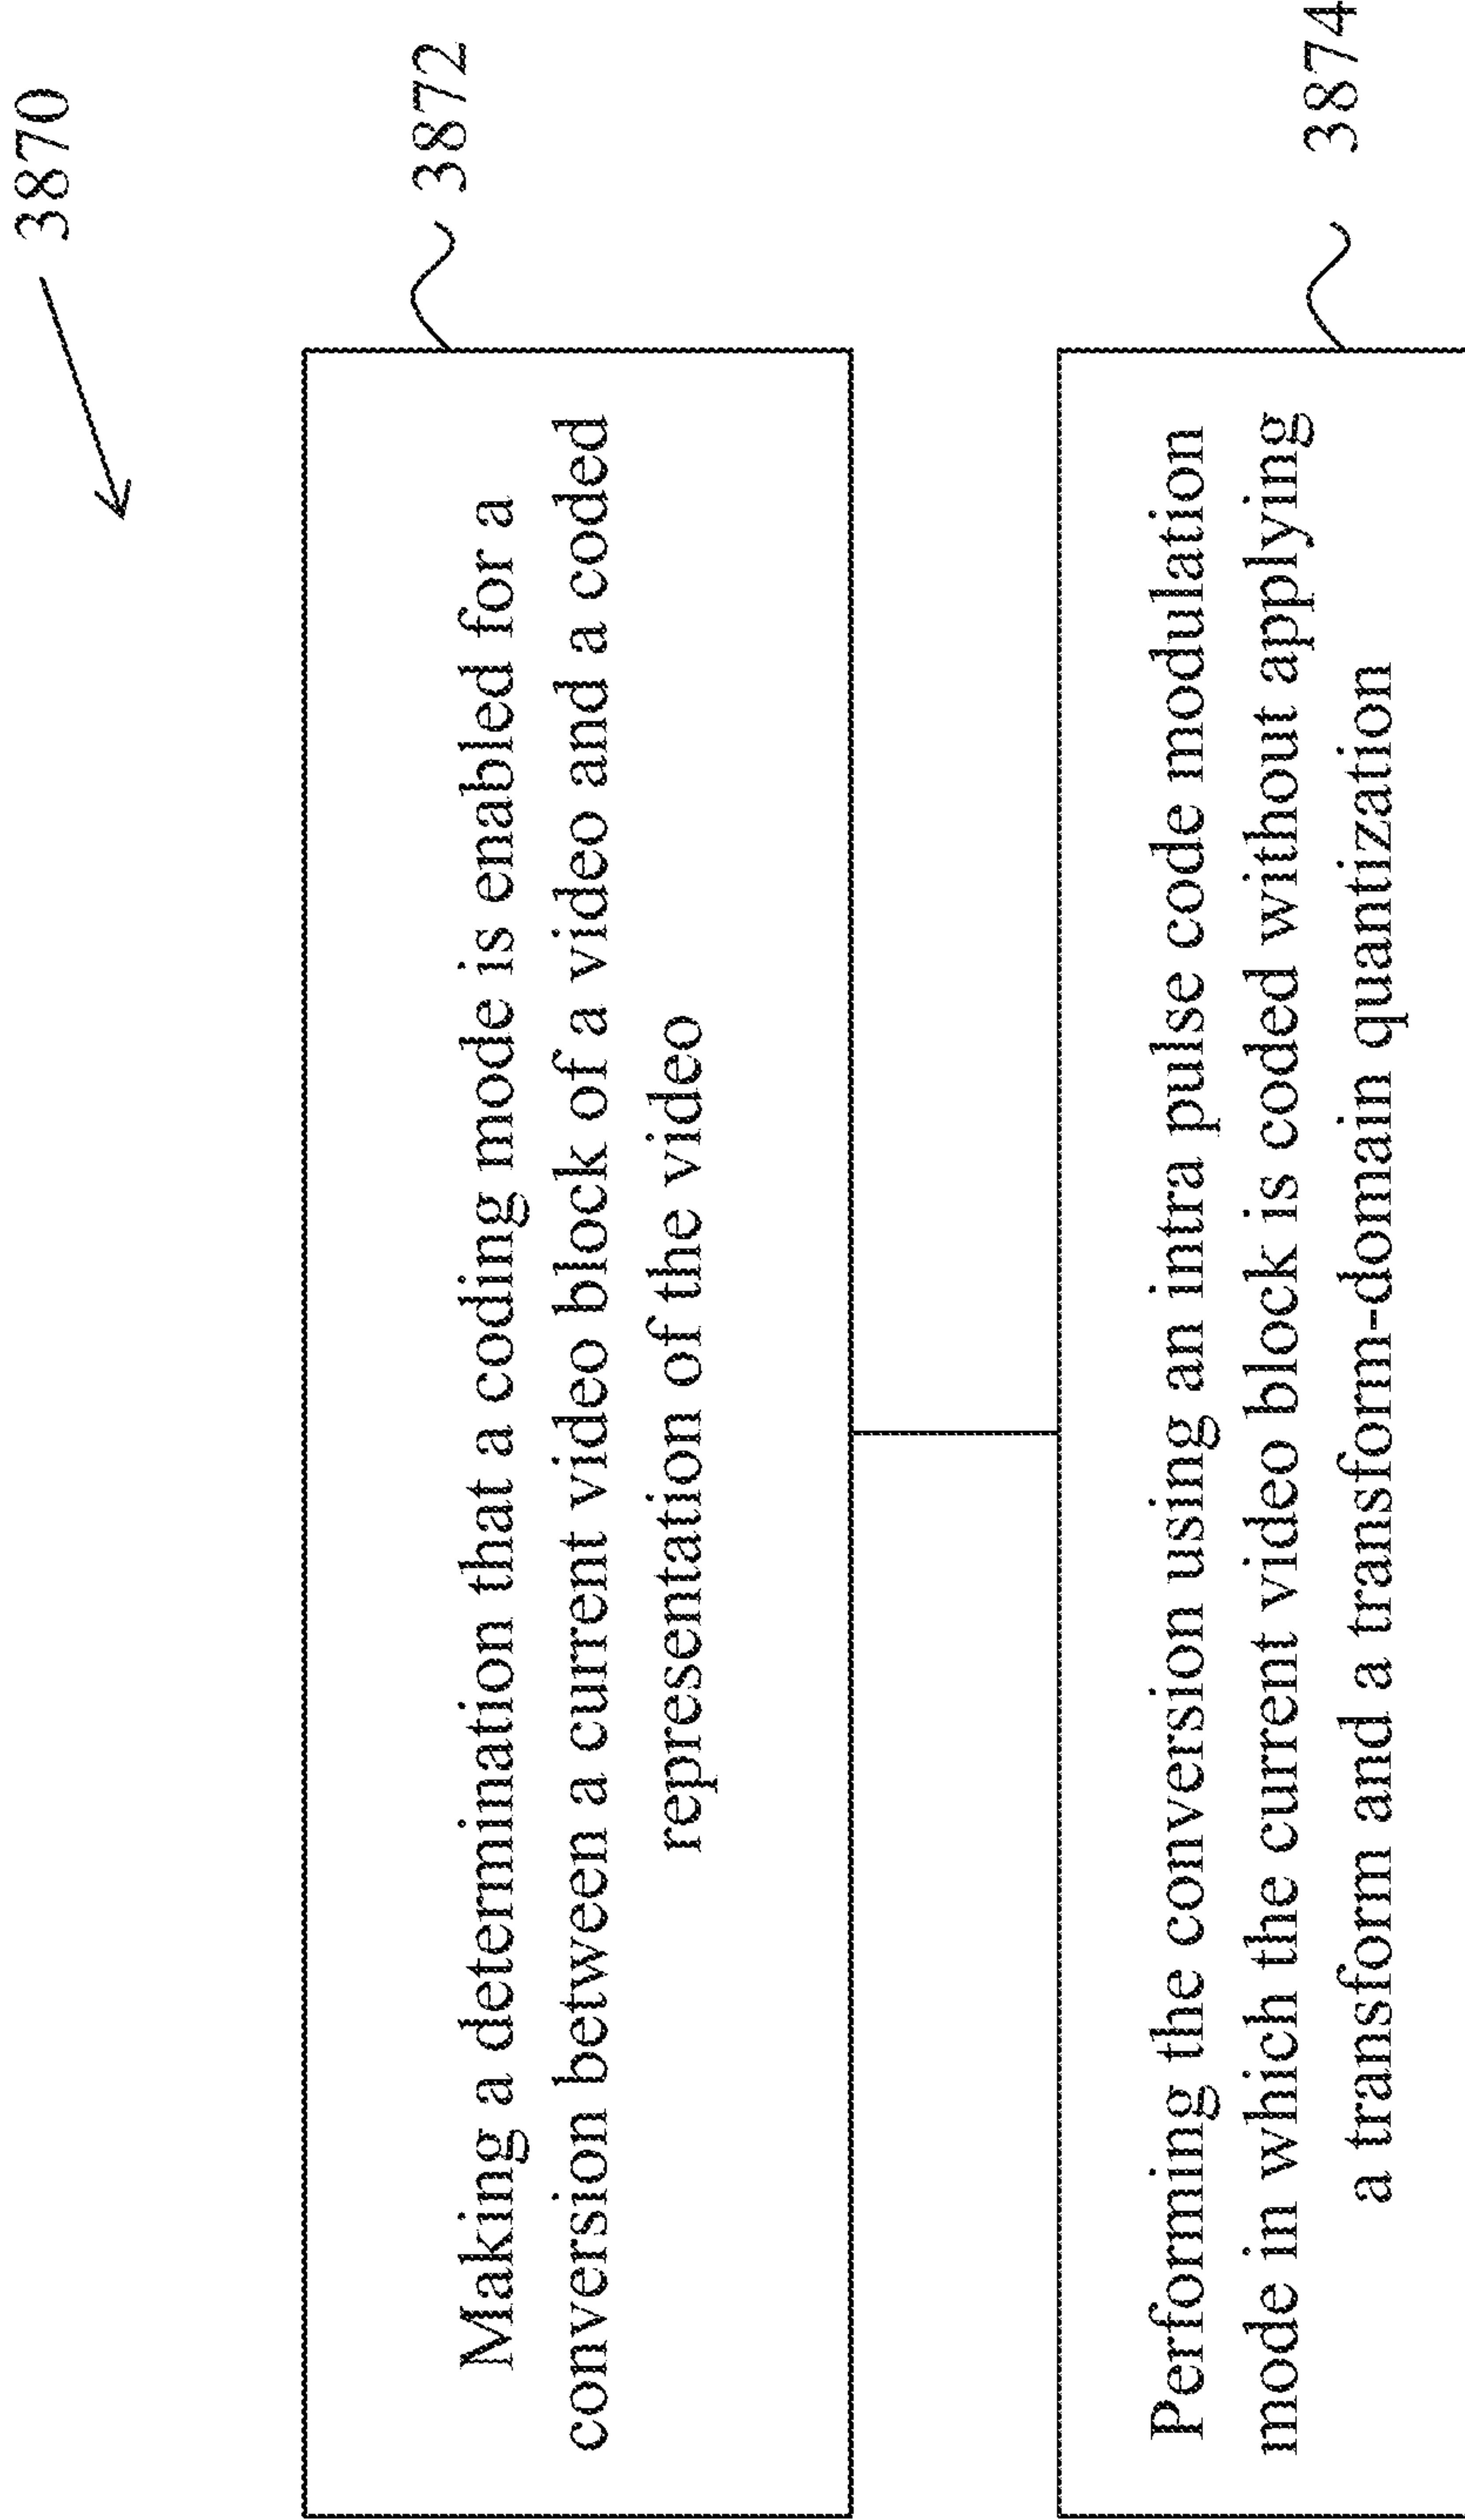 3870
3872
Making a determination that a coding mode is enabled for a
conversion between a current video block of a video and a coded
representation of the video
3874
Performing the conversion using an intra pulse code modulation
mode in which the current video block is coded without applying
a transform and a transform-domain quantization